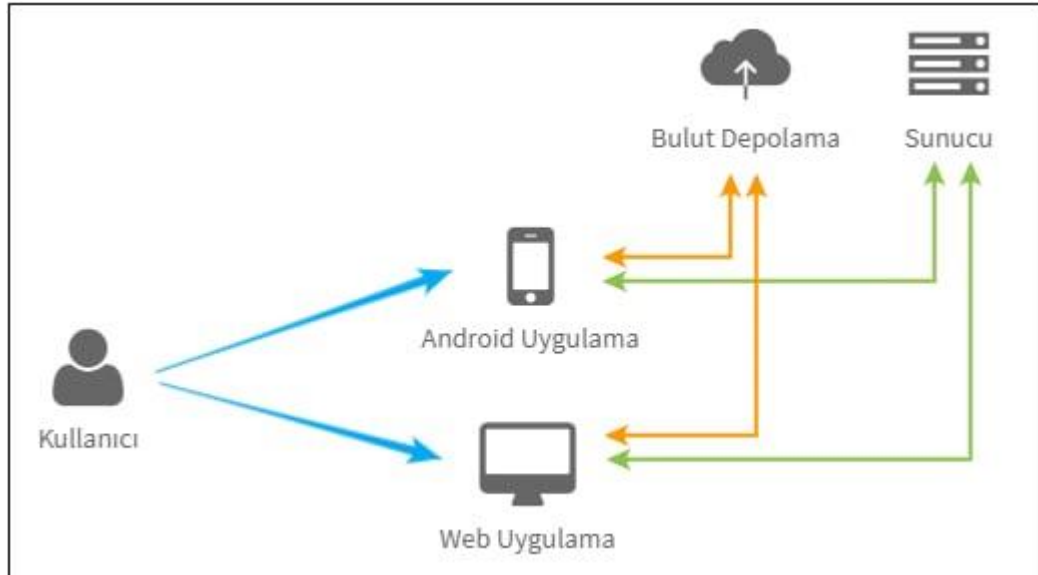 Bulut Depolama
Sunucu
Android Uygulama
Kullanıcı
Web Uygulama